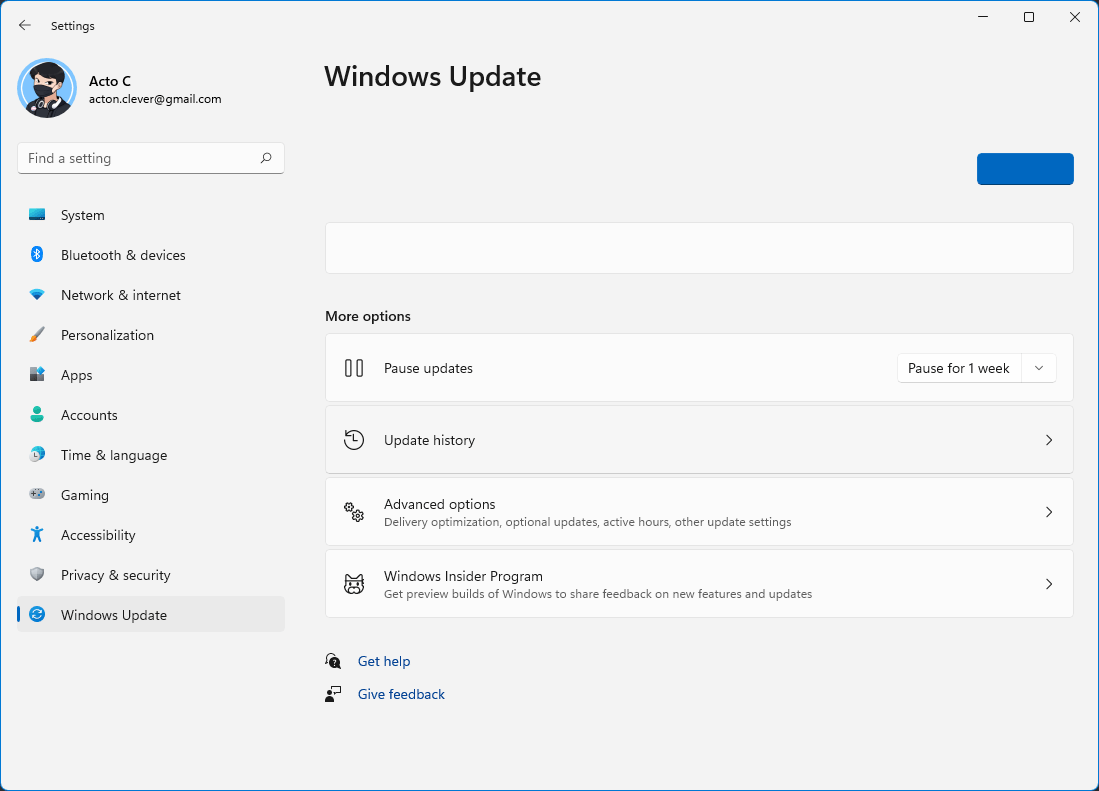 Settings
Acto C
acton.clever@gmail.com
Find a setting
System
Bluetooth & devices
Network & internet
Personalization
Apps
Accounts
Time & language
Gaming
Accessibility
Privacy & security
Windows Update
Windows Update
More options
Pause updates
Pause for 1 week
Update history
Advanced options
Delivery optimization, optional updates, active hours, other update settings
Windows Insider Program
Get preview builds of Windows to share feedback on new features and updates
Get help
Give feedback